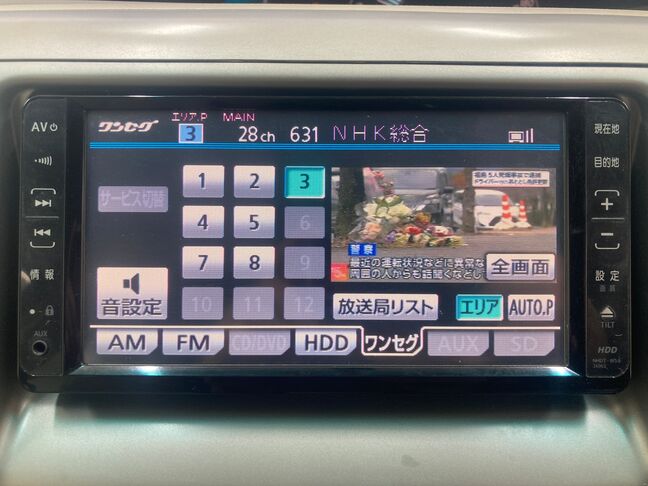 AV
情報
AUX
ワンセグ
エリア.P
3
MAIN
28ch 631 NHK総合
サービス切替
1 2 3
4 5 6
7 8 9
10 11 12
音設定
警察
最近の運転状況などに異常な
周囲の人からも話聞くなどし
全画面
放送局リスト
エリア
AUTO.P
AM
FM
CD/DVD
HDD
ワンセグ
AUX
SD
現在地
目的地
+
−
設定
画質
TILT
HDD